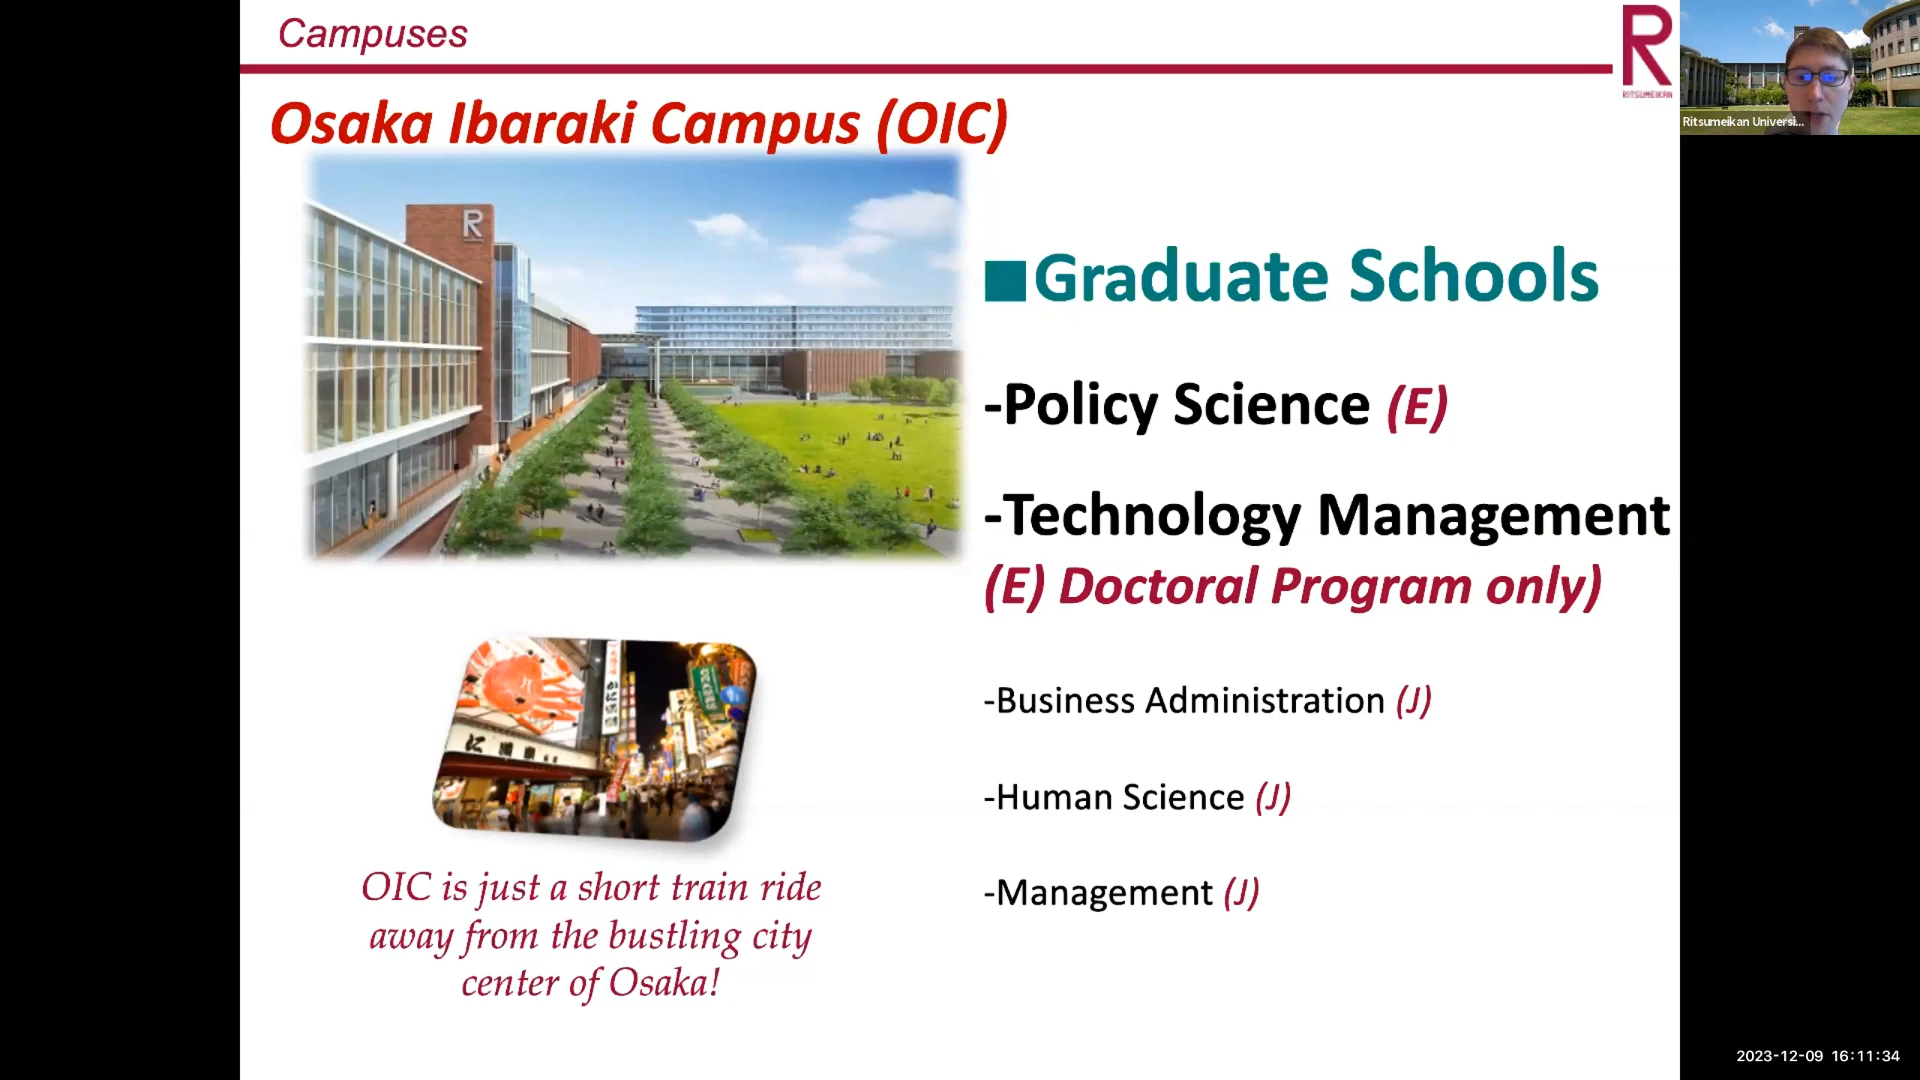 Campuses
R
RITSUMEIKAN
Ritsumeikan Universi...
Osaka Ibaraki Campus (OIC)
R
■Graduate Schools
-Policy Science (E)
-Technology Management
(E) Doctoral Program only)
-Business Administration (J)
-Human Science (J)
-Management (J)
OIC is just a short train ride
away from the bustling city
center of Osaka!
2023-12-09 16:11:34